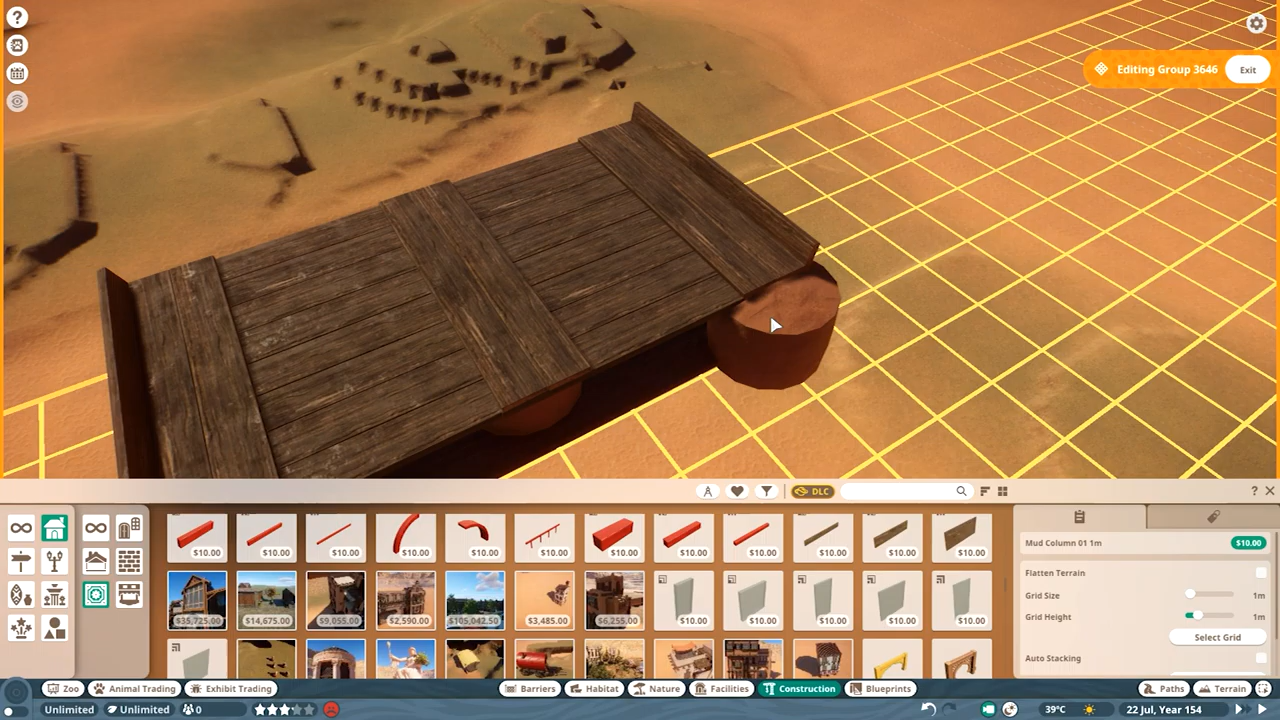 ?
Editing Group 3646 Exit
DLC
? X
$10.00 $10.00 $10.00 $10.00 $10.00 $10.00 $10.00 $10.00 $10.00 $10.00 $10.00 $10.00
$35,725.00 $14,675.00 $9,055.00 $2,590.00 $105,042.50 $3,485.00 $6,255.00 $10.00 $10.00 $10.00 $10.00 $10.00
Mud Column 01 1m $10.00
Flatten Terrain
Grid Size 1m
Grid Height 1m
Select Grid
Auto Stacking
Zoo Animal Trading Exhibit Trading Barriers Habitat Nature Facilities Construction Blueprints Paths Terrain
Unlimited Unlimited 0 39°C 22 Jul, Year 154